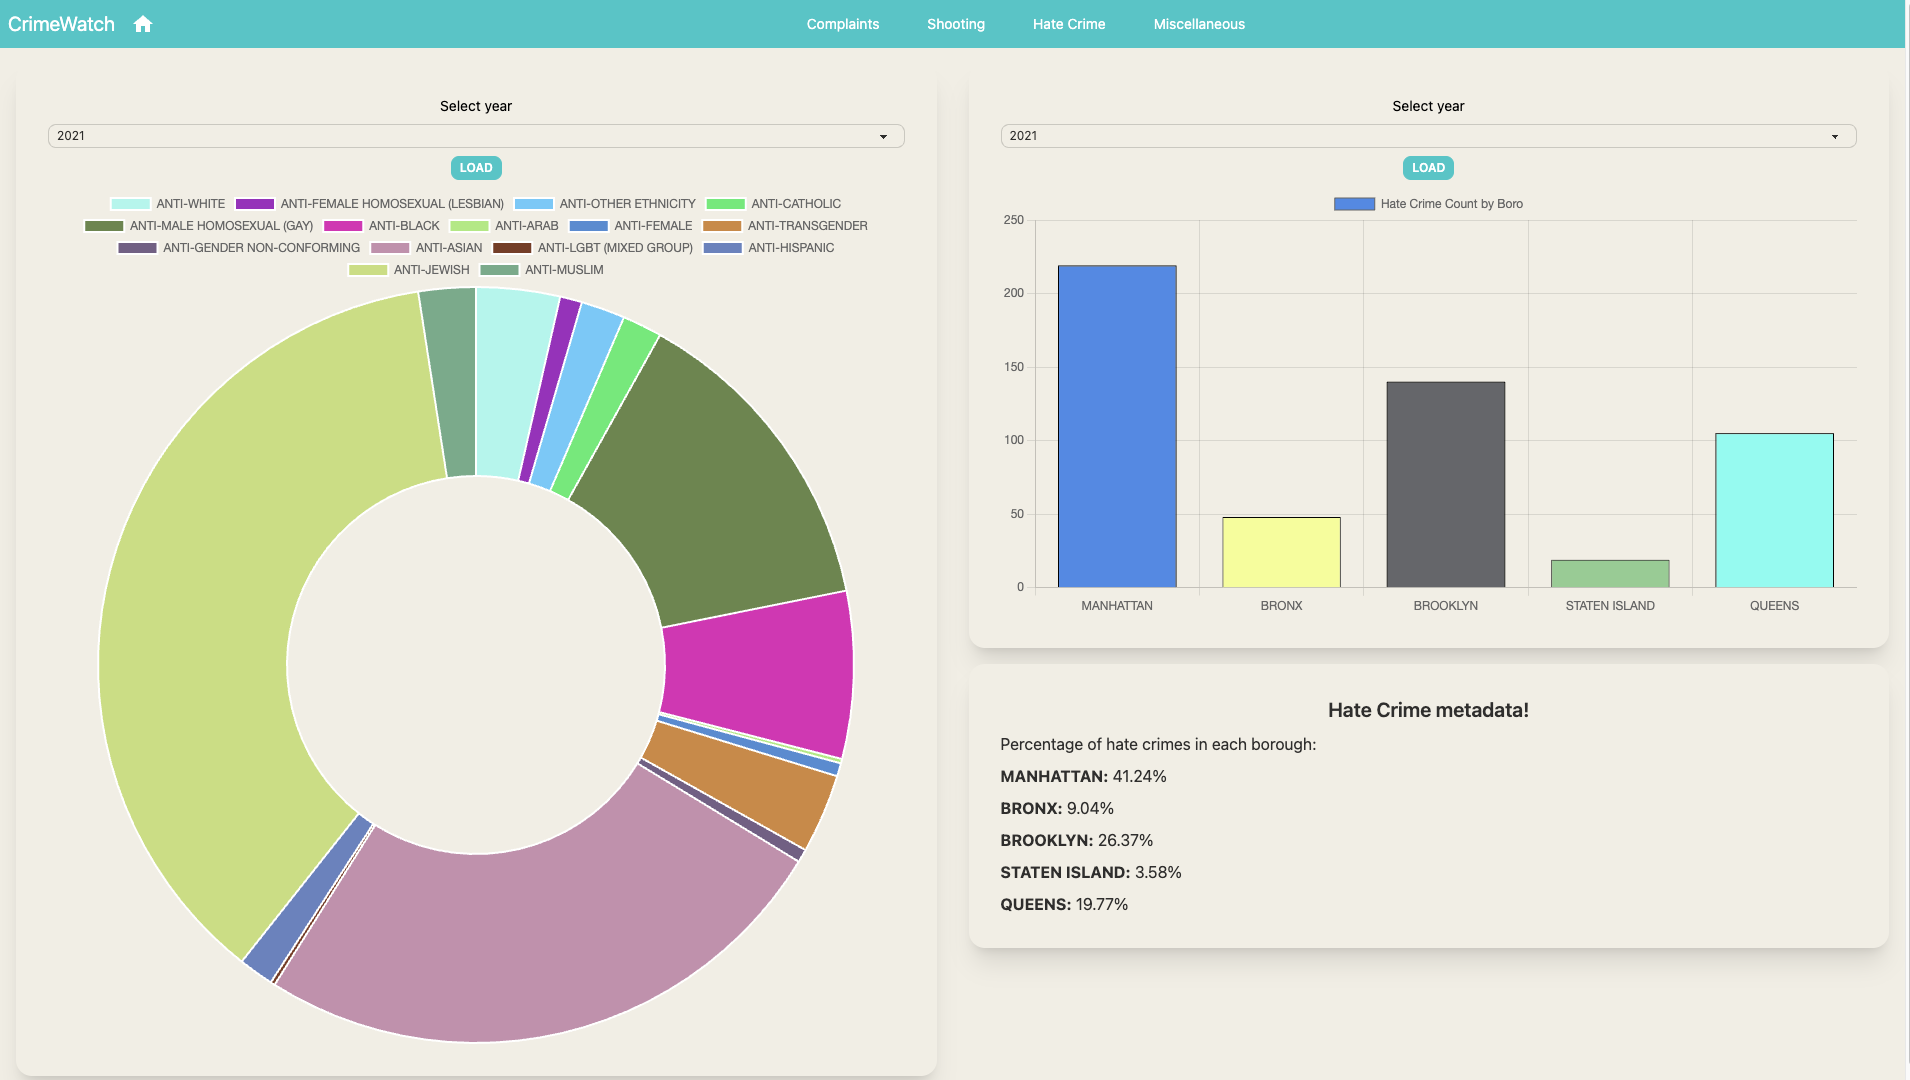 CrimeWatch
Complaints Shooting Hate Crime Miscellaneous
Select year
2021
LOAD
ANTI-WHITE ANTI-FEMALE HOMOSEXUAL (LESBIAN) ANTI-OTHER ETHNICITY ANTI-CATHOLIC
ANTI-MALE HOMOSEXUAL (GAY) ANTI-BLACK ANTI-ARAB ANTI-FEMALE ANTI-TRANSGENDER
ANTI-GENDER NON-CONFORMING ANTI-ASIAN ANTI-LGBT (MIXED GROUP) ANTI-HISPANIC
ANTI-JEWISH ANTI-MUSLIM
Select year
2021
LOAD
Hate Crime Count by Boro
250
200
150
100
50
0
MANHATTAN BRONX BROOKLYN STATEN ISLAND QUEENS
Hate Crime metadata!
Percentage of hate crimes in each borough:
MANHATTAN: 41.24%
BRONX: 9.04%
BROOKLYN: 26.37%
STATEN ISLAND: 3.58%
QUEENS: 19.77%